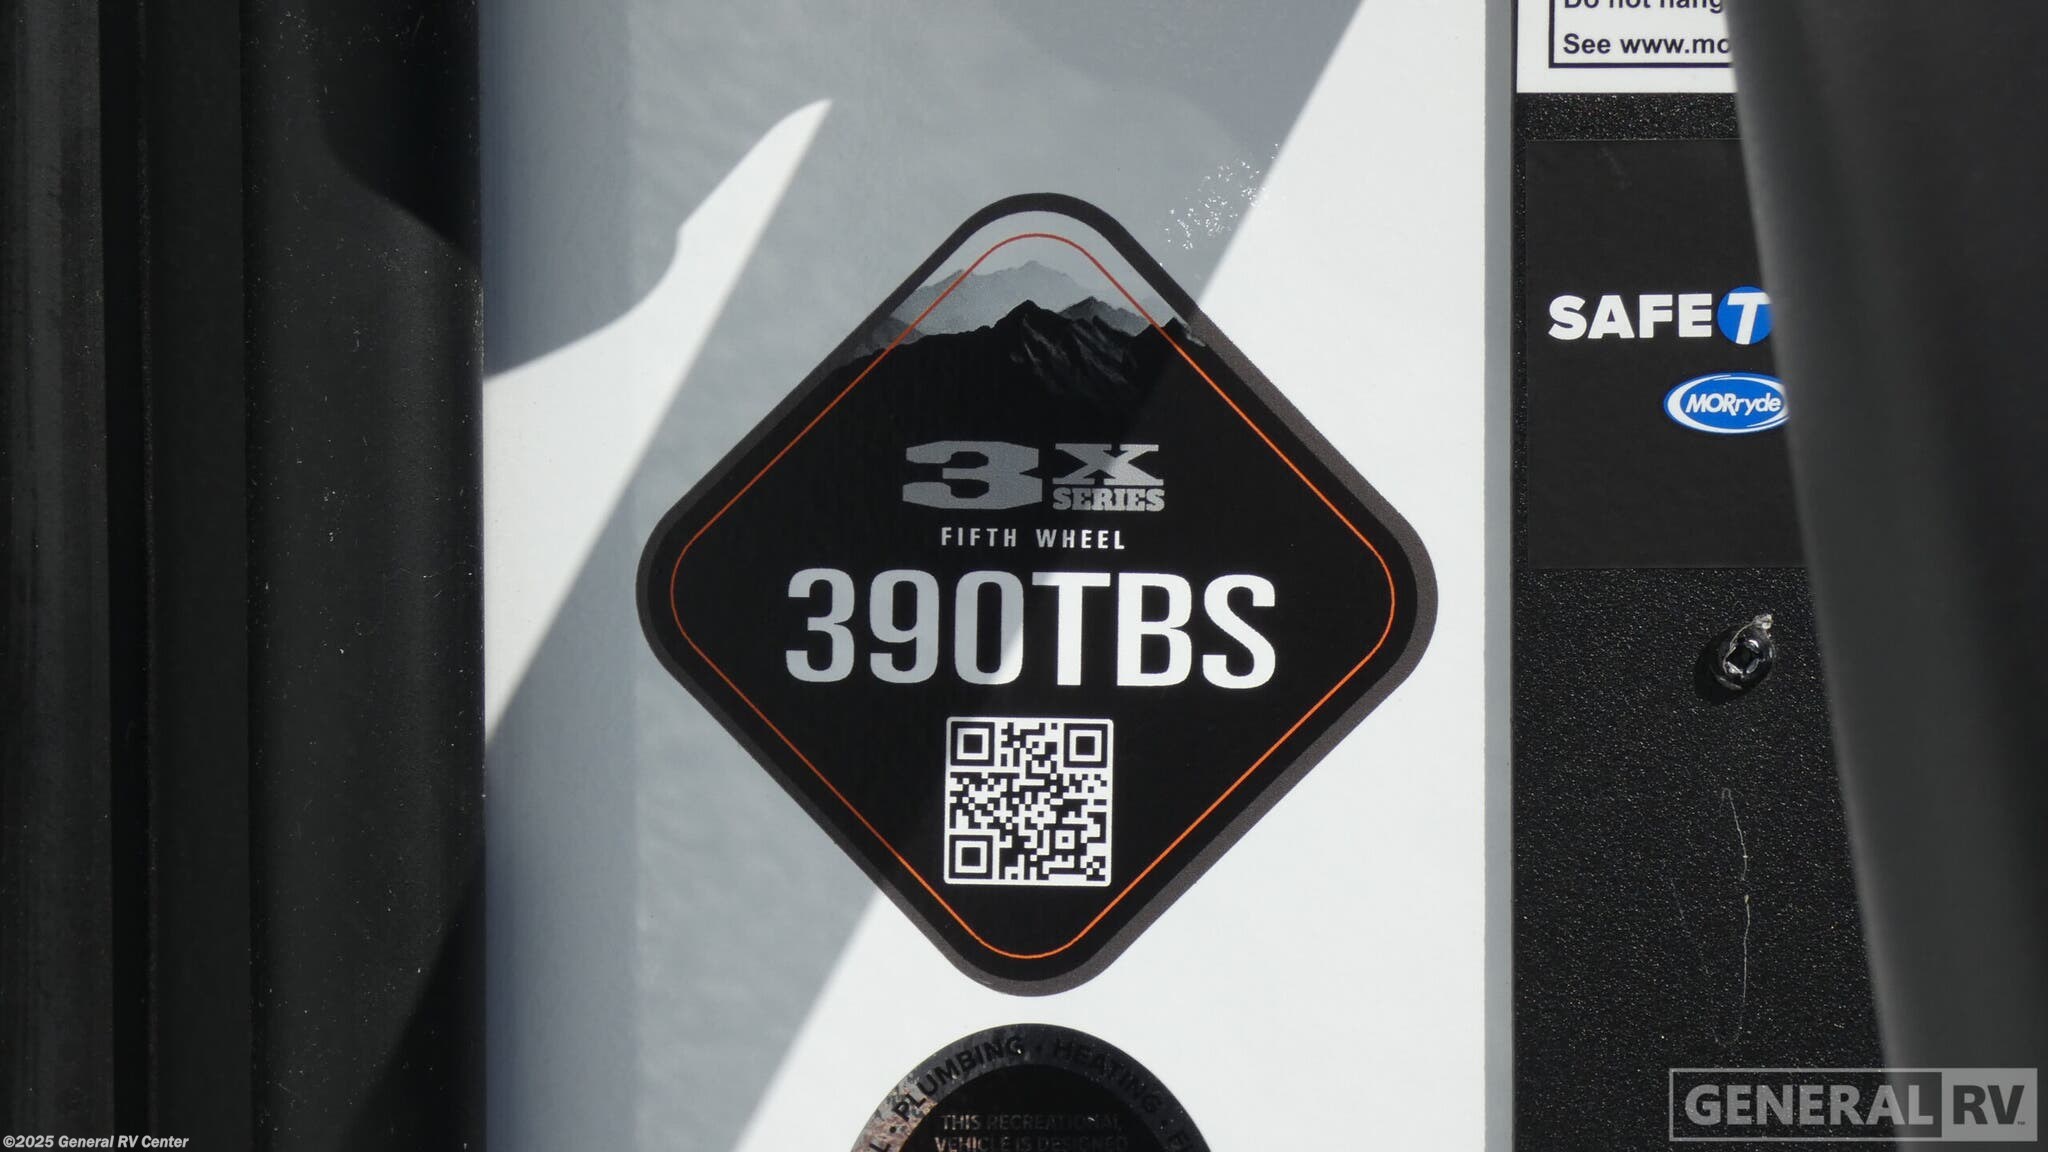 Do not hang
See www.mo
SAFET
MORryde
3X
SERIES
FIFTH WHEEL
390TBS
PLUMBING • HEATING •
THIS RECREATIONAL
VEHICLE IS DESIGNED
GENERAL RV
©2025 General RV Center